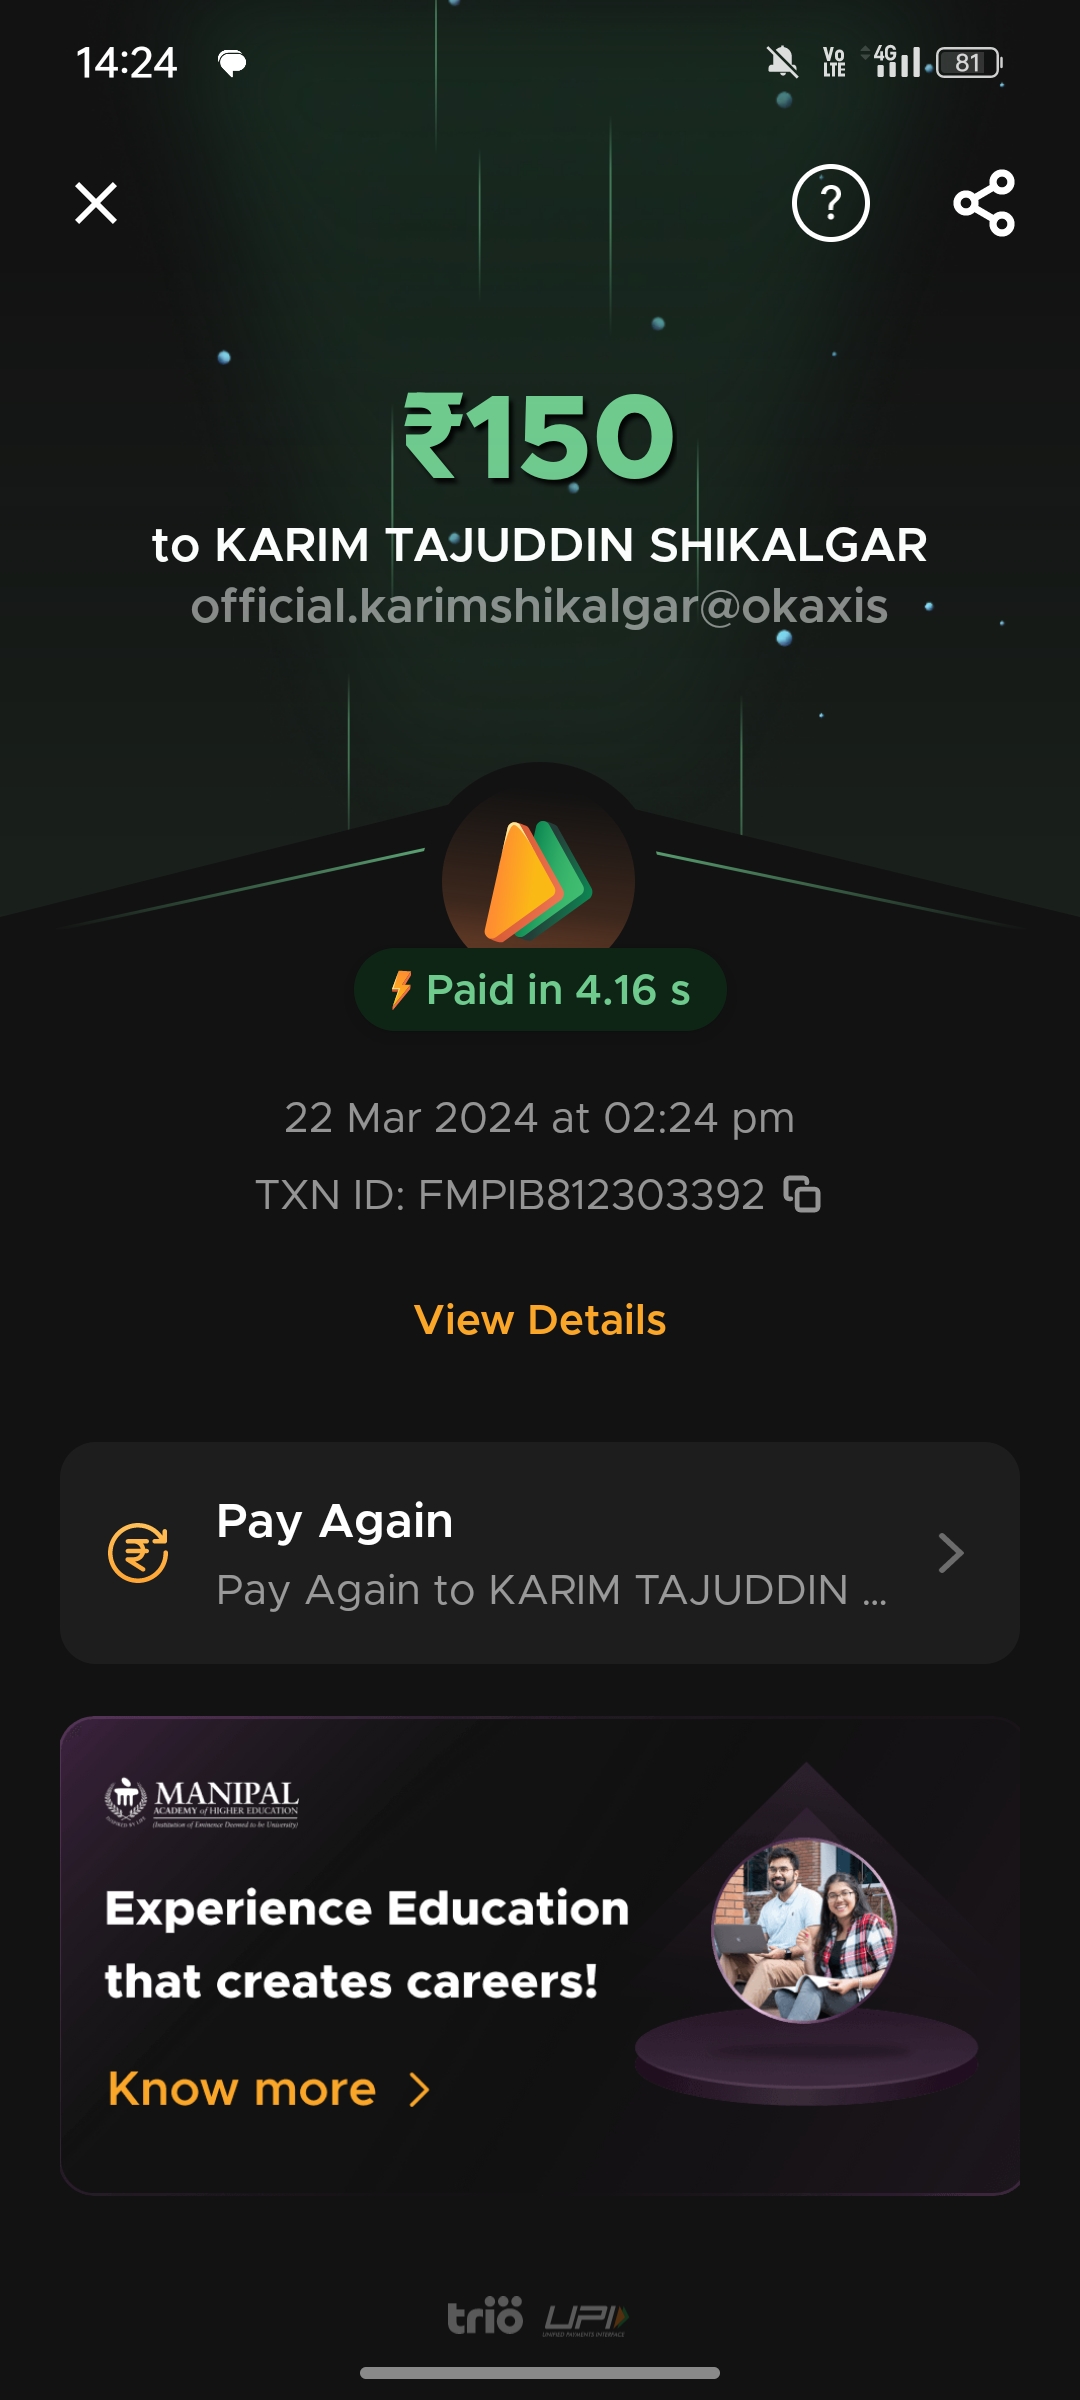 14:24
Vo
LTE
4G
81
?
₹150
to KARIM TAJUDDIN SHIKALGAR
official.karimshikalgar@okaxis
Paid in 4.16 s
22 Mar 2024 at 02:24 pm
TXN ID: FMPIB812303392
View Details
₹
Pay Again
Pay Again to KARIM TAJUDDIN ...
MANIPAL
ACADEMY of HIGHER EDUCATION
(Institution of Eminence Deemed to be University)
INSPIRED BY LIFE
Experience Education
that creates careers!
Know more
trio
UPI
UNIFIED PAYMENTS INTERFACE